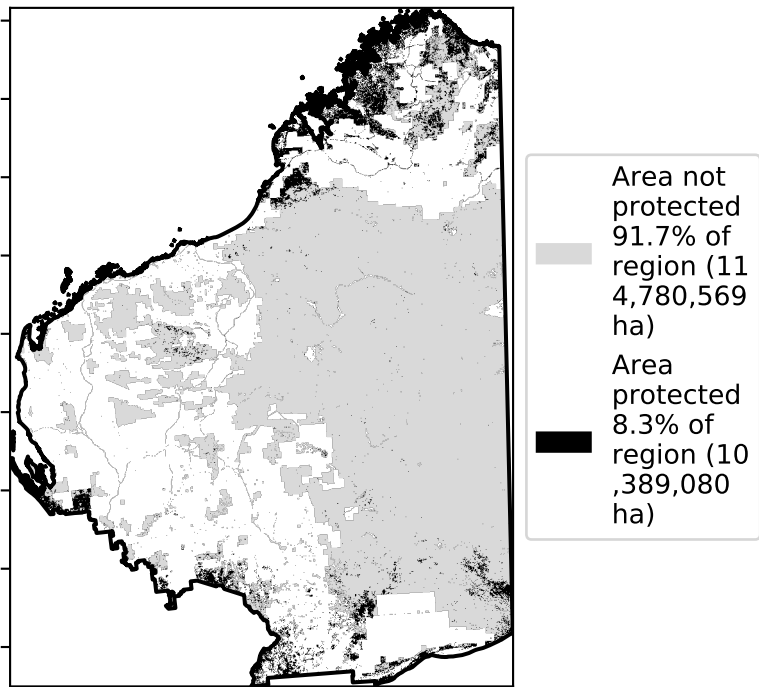 Area not
protected
91.7% of
region (11
4,780,569
ha)
Area
protected
8.3% of
region (10
,389,080
ha)